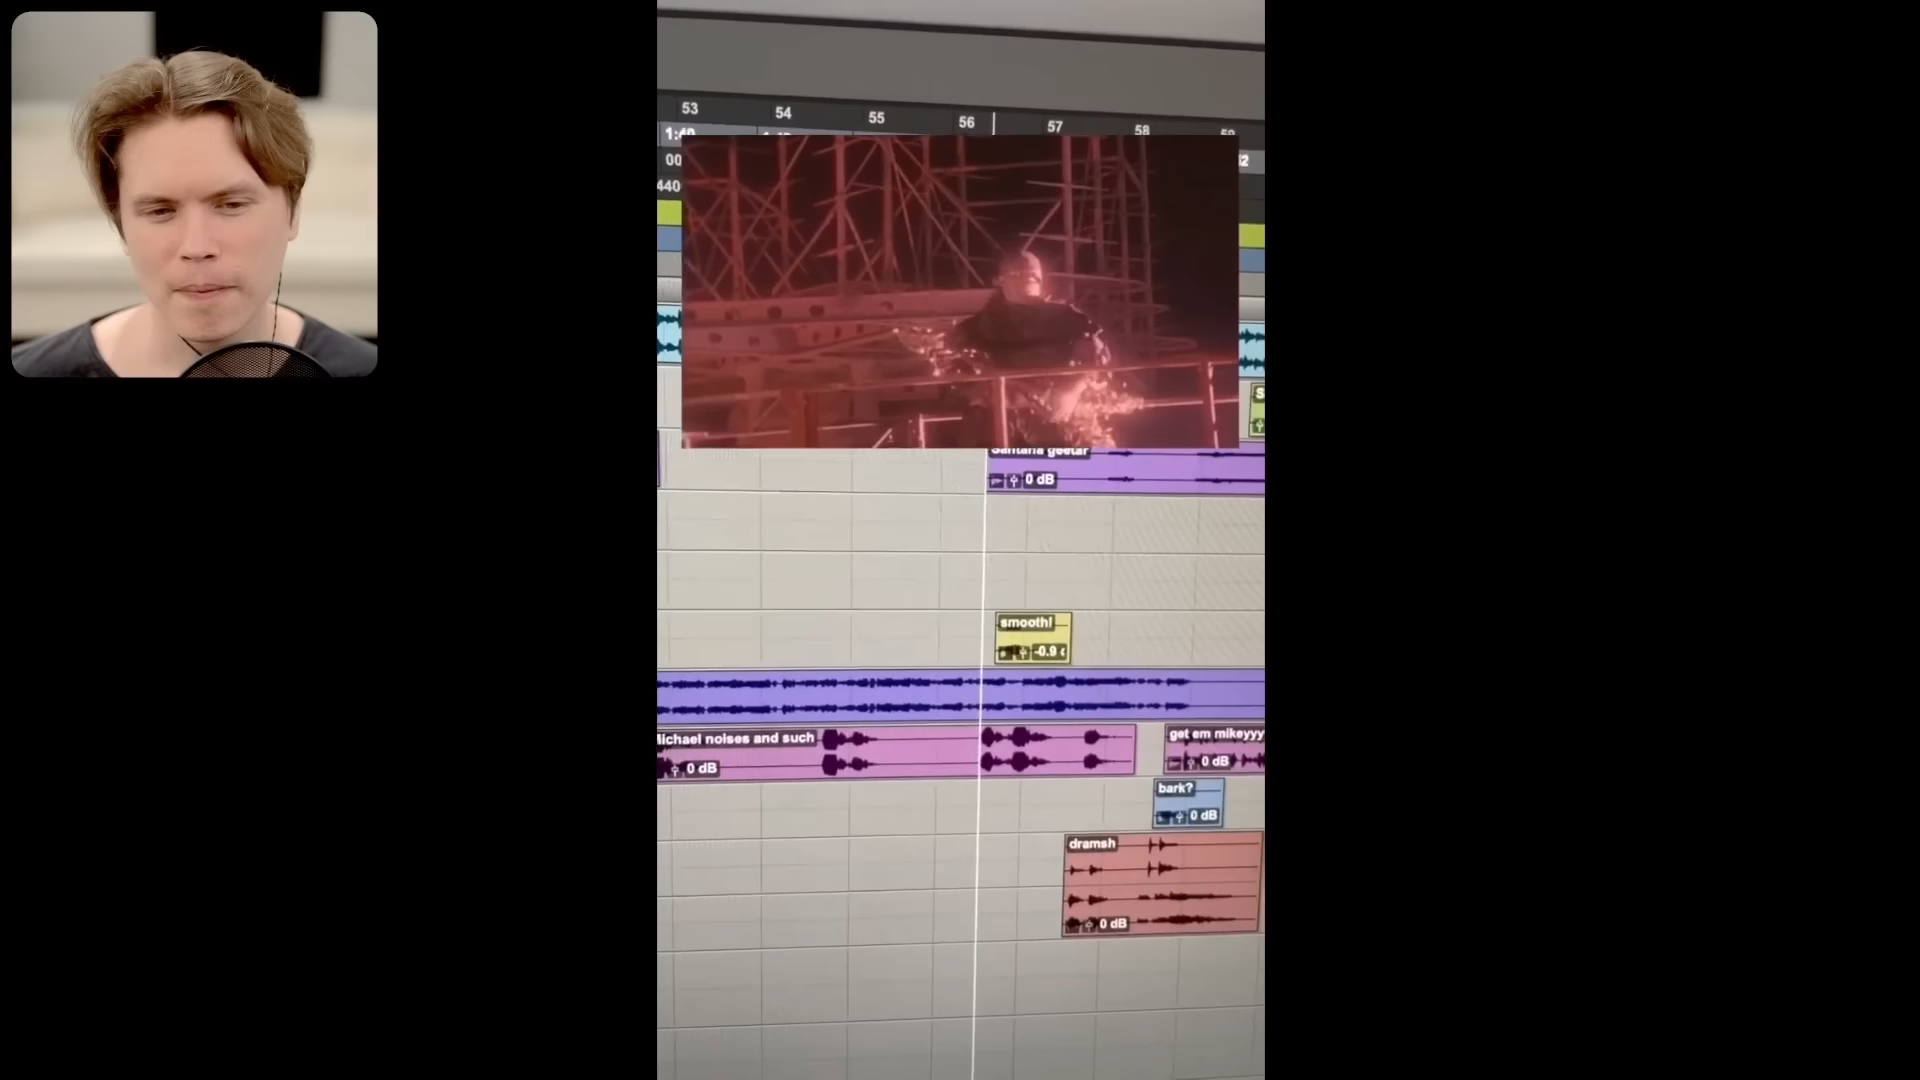 53 54 55 56 57 58
1:40
00
440
Santana geetar
0 dB
smooth!
-0.9
Michael noises and such
0 dB
get em mikeyyy
0 dB
bark?
0 dB
dramsh
0 dB